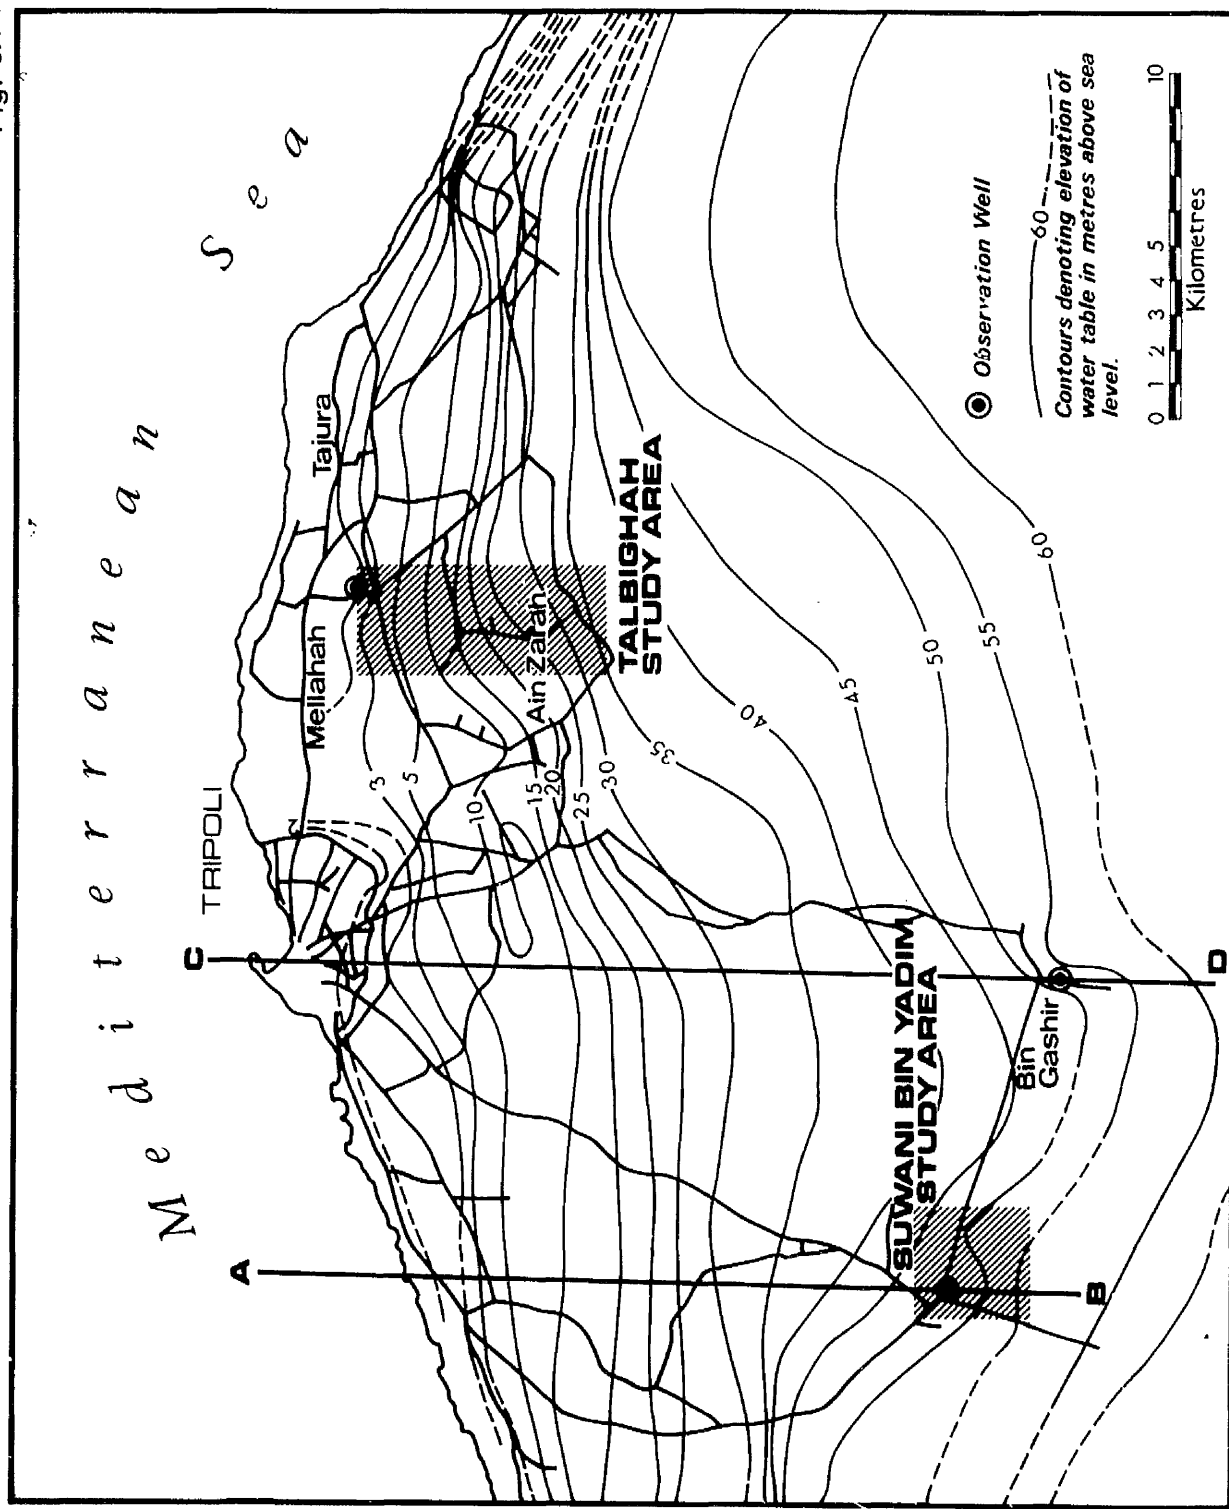 Mediterranean Sea
TRIPOLI
C
A
Mellahah
Tajura
2
3
5
10
15
20
25
30
35
40
45
50
55
60
Ain Zarah
TALBIGHAH
STUDY AREA
SUWANI BIN YADIM
STUDY AREA
Bin
Gashir
B
D
Observation Well
60
Contours denoting elevation of
water table in metres above sea
level.
0 1 2 3 4 5 10
Kilometres